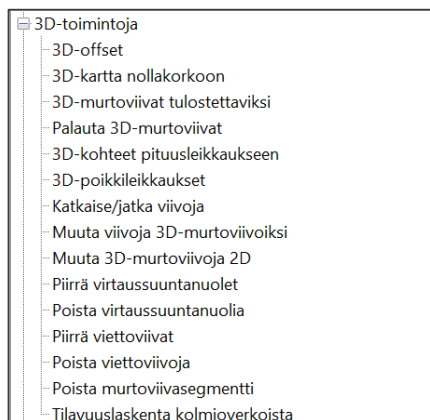 3D-toimintoja
3D-offset
3D-kartta nollakorkoon
3D-murtoviivat tulostettaviksi
Palauta 3D-murtoviivat
3D-kohteet pituusleikkaukseen
3D-poikkileikkaukset
Katkaise/jatka viivoja
Muuta viivoja 3D-murtoviivoiksi
Muuta 3D-murtoviivoja 2D
Piirrä virtaussuuntanuolet
Poista virtaussuuntanuolia
Piirrä viettoviivat
Poista viettoviivoja
Poista murtoviivasegmentti
Tilavuuslaskenta kolmioverkoista